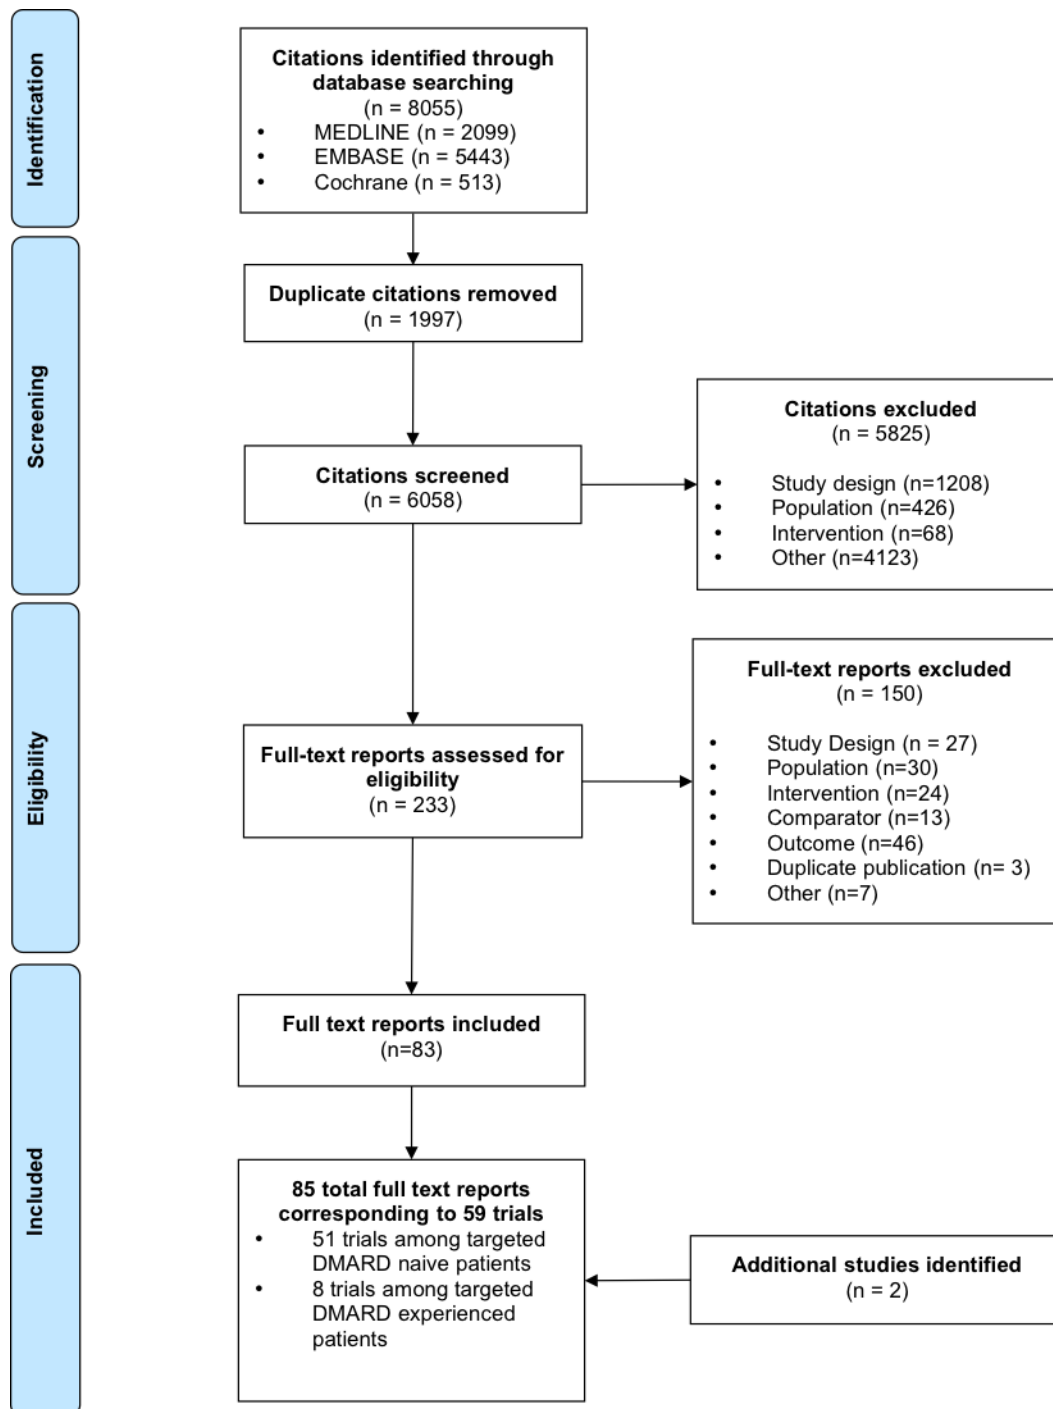 Identification
Citations identified through
database searching
(n = 8055)
• MEDLINE (n = 2099)
• EMBASE (n = 5443)
• Cochrane (n = 513)
Screening
Duplicate citations removed
(n = 1997)
Citations screened
(n = 6058)
Citations excluded
(n = 5825)
• Study design (n=1208)
• Population (n=426)
• Intervention (n=68)
• Other (n=4123)
Eligibility
Full-text reports assessed for
eligibility
(n = 233)
Full-text reports excluded
(n = 150)
• Study Design (n = 27)
• Population (n=30)
• Intervention (n=24)
• Comparator (n=13)
• Outcome (n=46)
• Duplicate publication (n= 3)
• Other (n=7)
Included
Full text reports included
(n=83)
85 total full text reports
corresponding to 59 trials
• 51 trials among targeted
DMARD naive patients
• 8 trials among targeted
DMARD experienced
patients
Additional studies identified
(n = 2)